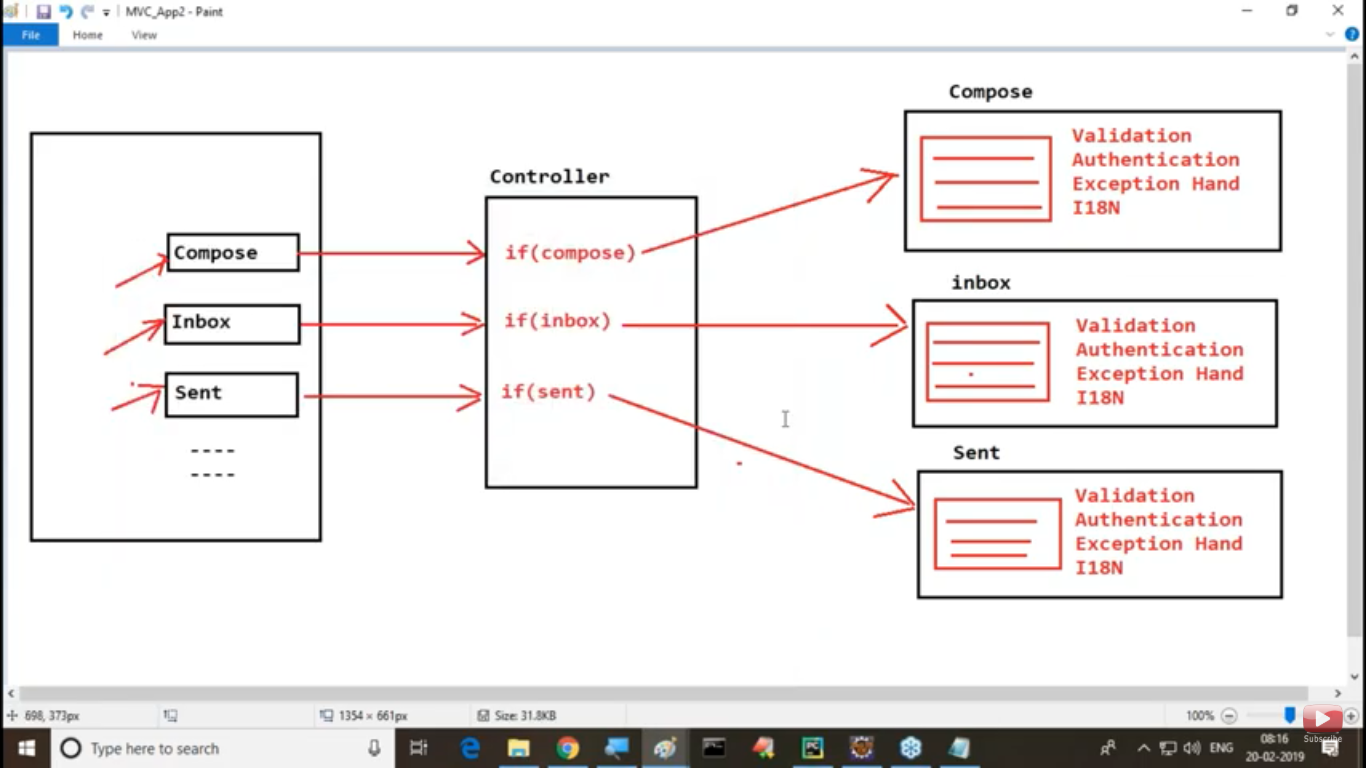 MVC_App2 - Paint
File Home View
Compose
Inbox
Sent
----
----
Controller
if(compose)
if(inbox)
if(sent)
Compose
Validation
Authentication
Exception Hand
I18N
inbox
Validation
Authentication
Exception Hand
I18N
Sent
Validation
Authentication
Exception Hand
I18N
698, 373px 1354 × 661px Size: 31.8KB 100%
Subscribe
Type here to search
PC
ENG
08:16
20-02-2019